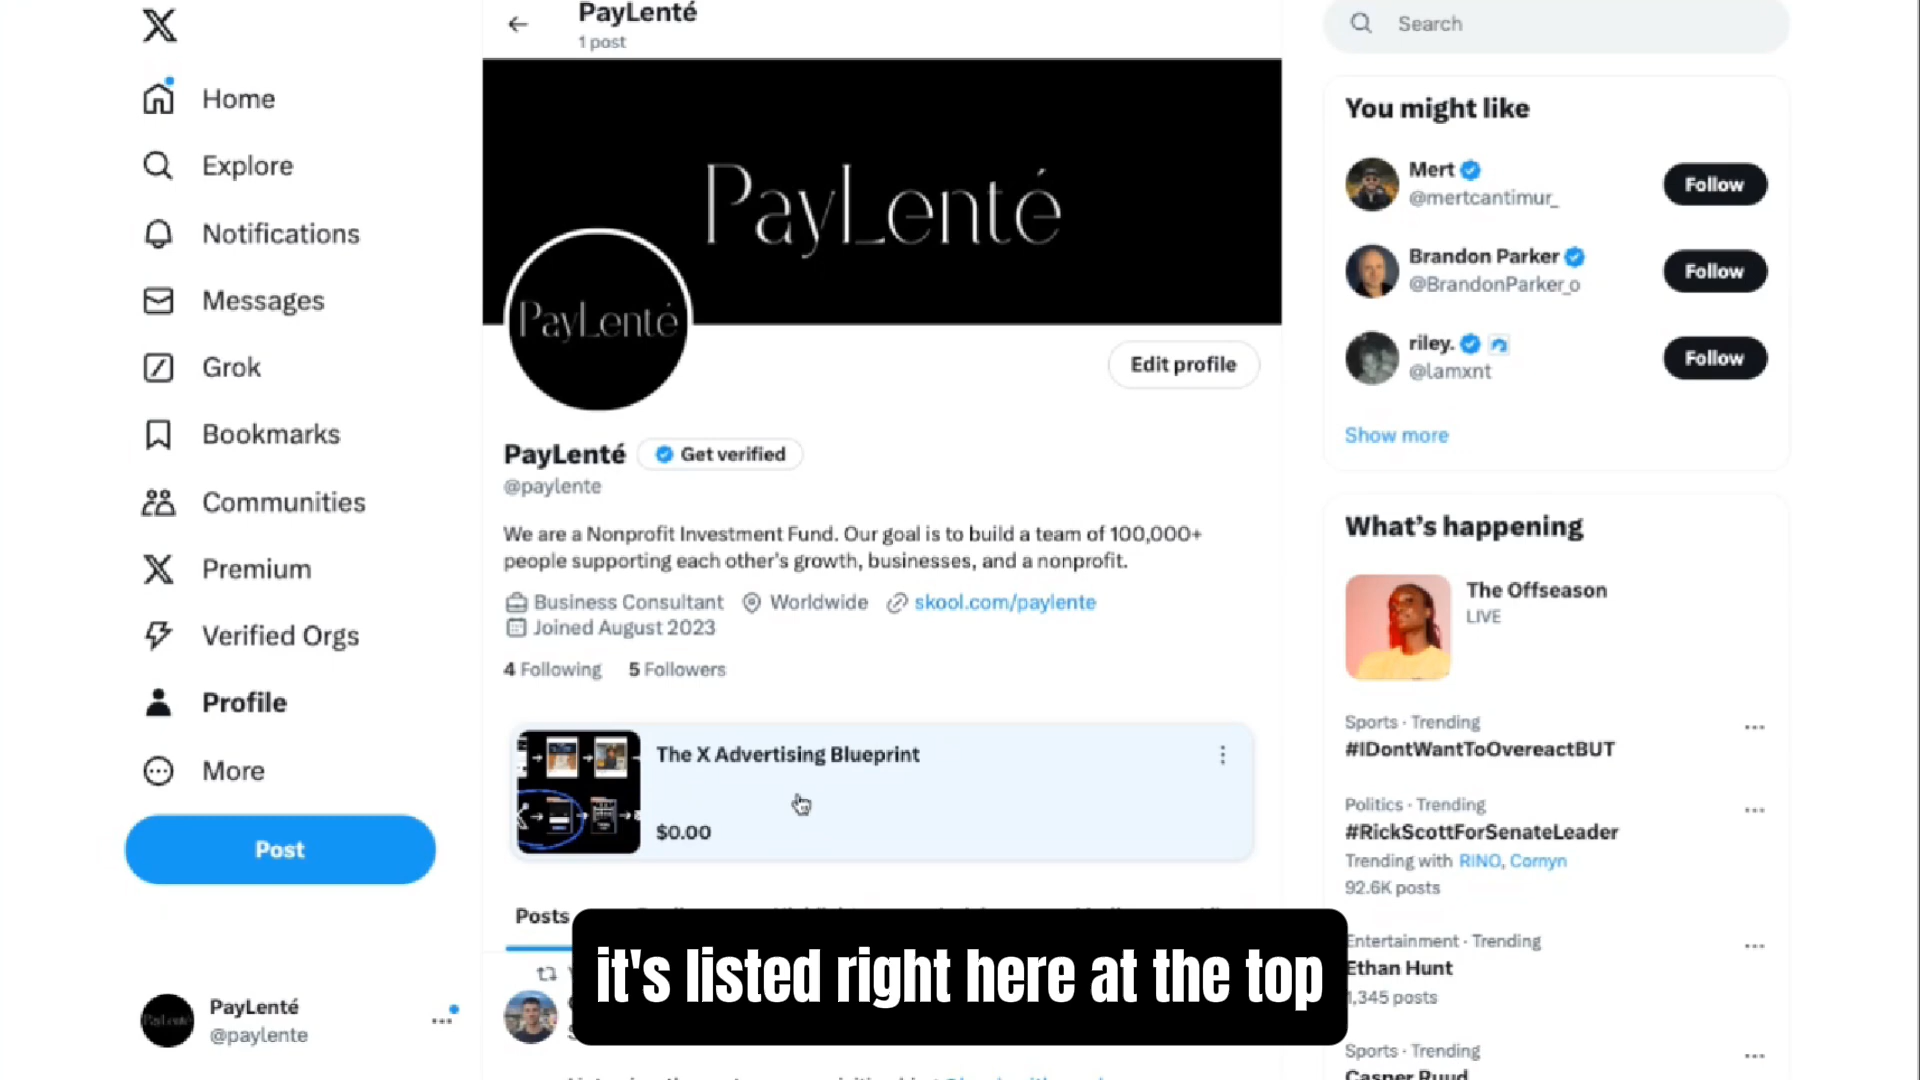 PayLenté
1 post
Search
Home
Explore
Notifications
Messages
Grok
Bookmarks
Communities
Premium
Verified Orgs
Profile
More
Post
PayLenté
@paylente
PayLenté
PayLenté
Edit profile
PayLenté
Get verified
@paylente
We are a Nonprofit Investment Fund. Our goal is to build a team of 100,000+
people supporting each other's growth, businesses, and a nonprofit.
Business Consultant Worldwide skool.com/paylente
Joined August 2023
4 Following 5 Followers
The X Advertising Blueprint
$0.00
Posts
it's listed right here at the top
You might like
Mert
@mertcantimur_
Follow
Brandon Parker
@BrandonParker_o
Follow
riley.
@lamxnt
Follow
Show more
What's happening
The Offseason
LIVE
Sports · Trending
#IDontWantToOvereactBUT
Politics · Trending
#RickScottForSenateLeader
Trending with RINO, Cornyn
92.6K posts
Entertainment · Trending
Ethan Hunt
1,345 posts
Sports · Trending
Casper Ruud